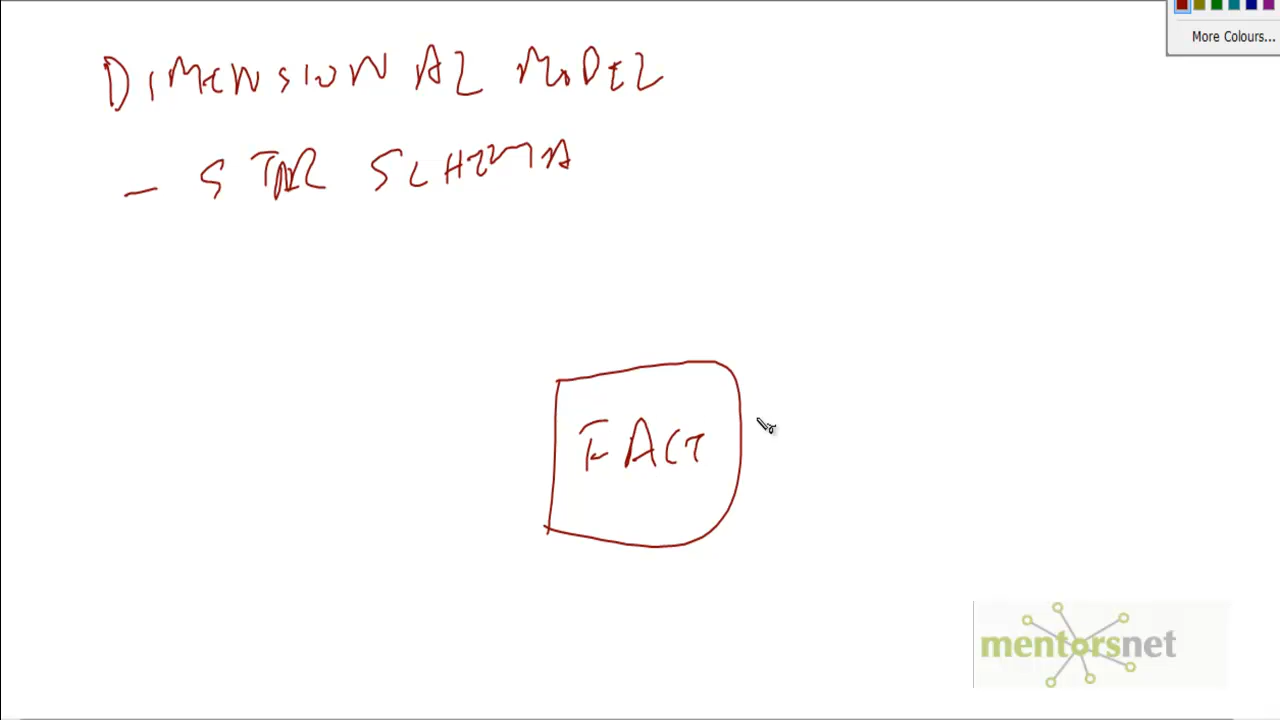 More Colours...
DIMENSIONAL MODEL
- STAR SCHEMA
FACT
mentorsnet